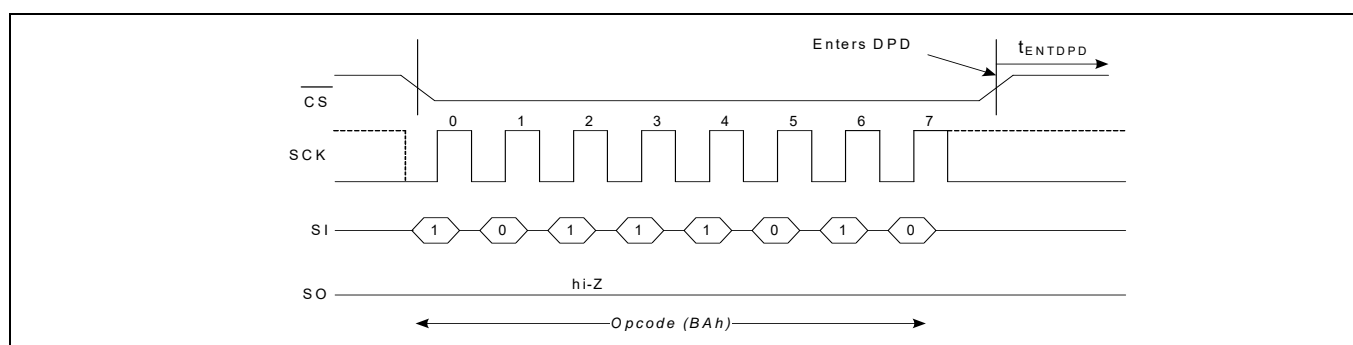 Enters DPD
tENTDPD
CS
0 1 2 3 4 5 6 7
SCK
SI 1 0 1 1 1 0 1 0
hi-Z
SO
Opcode (BAh)